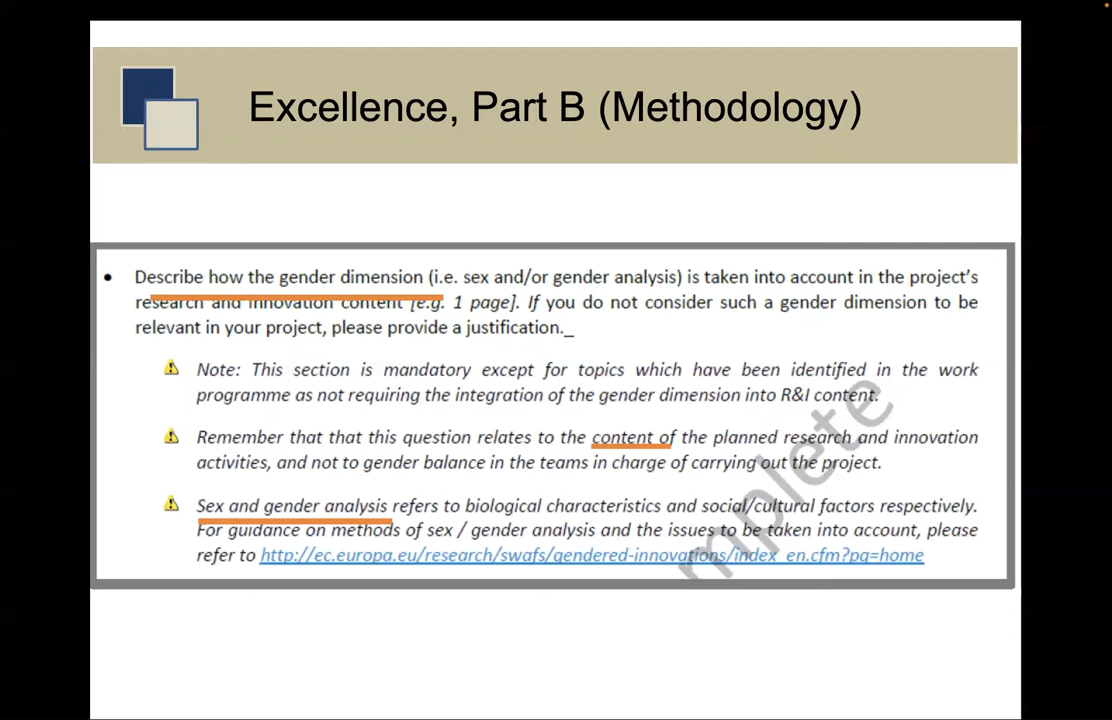 Excellence, Part B (Methodology)
• Describe how the gender dimension (i.e. sex and/or gender analysis) is taken into account in the project's
research and innovation content [e.g. 1 page]. If you do not consider such a gender dimension to be
relevant in your project, please provide a justification._
Note: This section is mandatory except for topics which have been identified in the work
programme as not requiring the integration of the gender dimension into R&I content.
Remember that that this question relates to the content of the planned research and innovation
activities, and not to gender balance in the teams in charge of carrying out the project.
Sex and gender analysis refers to biological characteristics and social/cultural factors respectively.
For guidance on methods of sex / gender analysis and the issues to be taken into account, please
refer to http://ec.europa.eu/research/swafs/gendered-innovations/index_en.cfm?pg=home
mplete